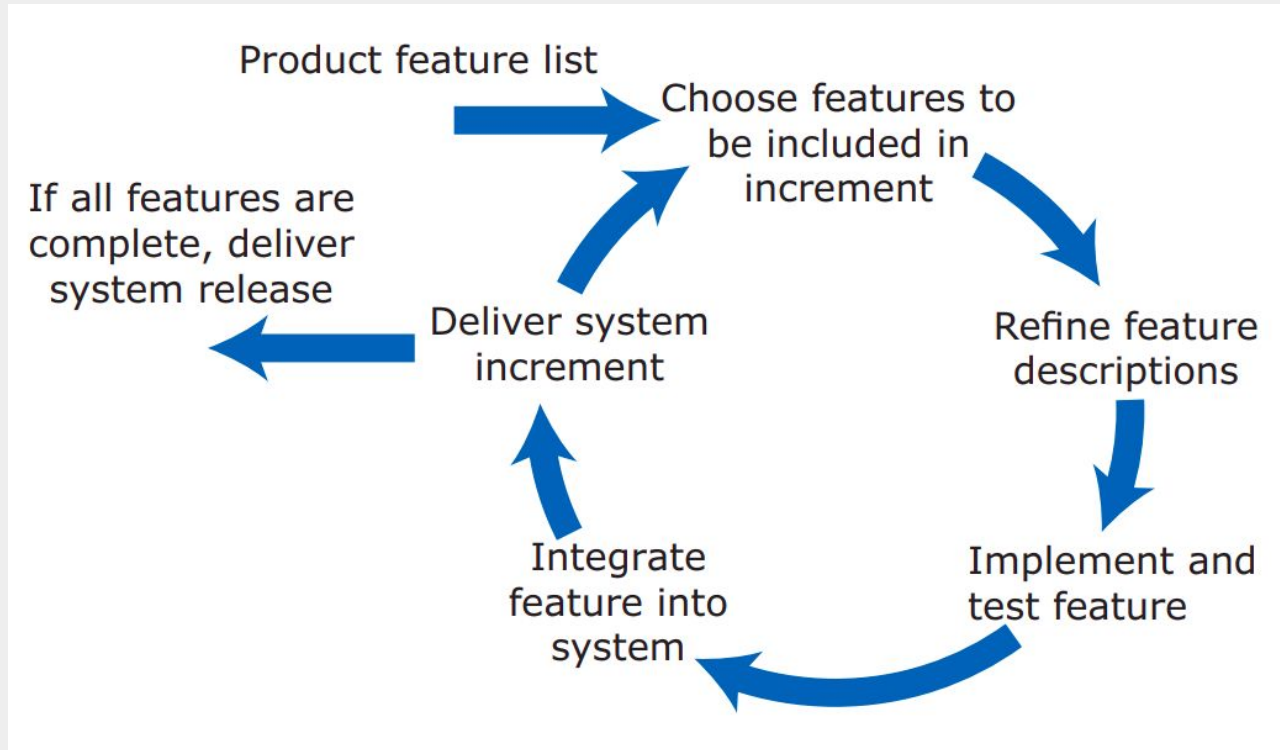 Product feature list
Choose features to
be included in
increment
If all features are
complete, deliver
system release
Deliver system
increment
Refine feature
descriptions
Integrate
feature into
system
Implement and
test feature